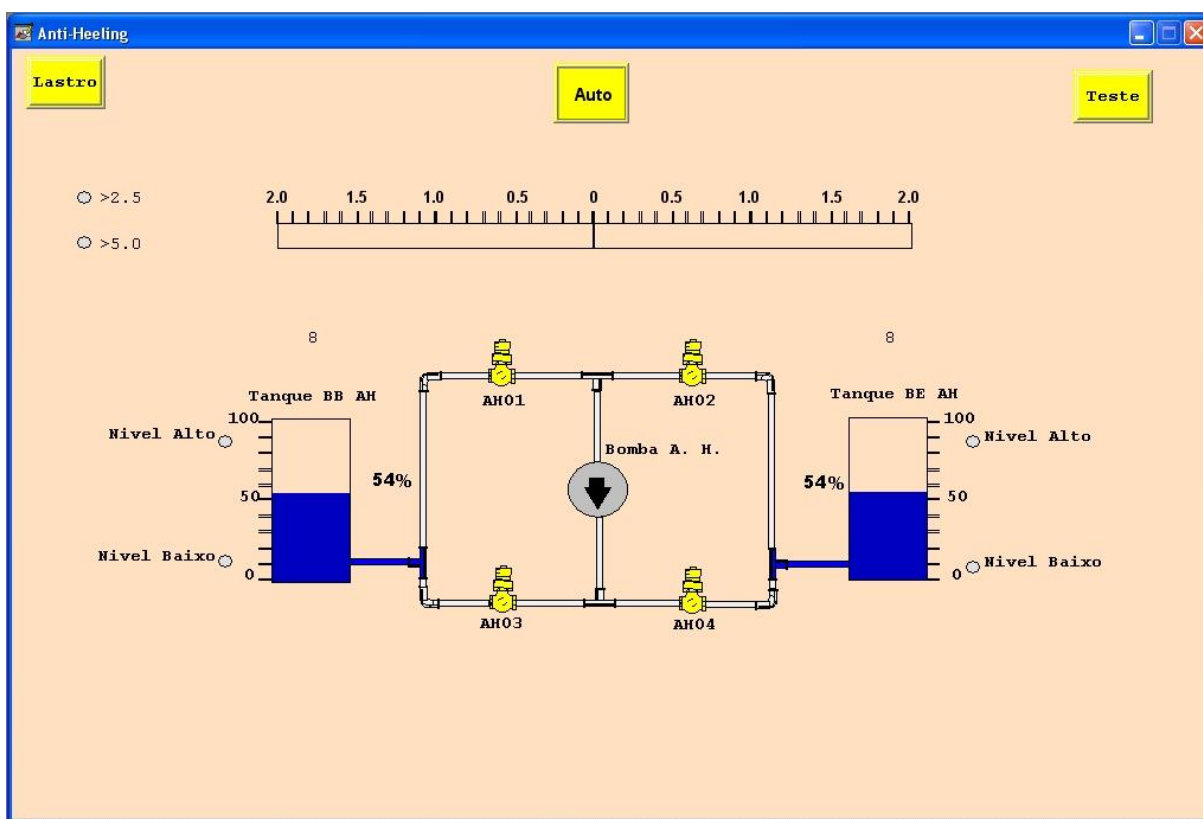 Anti-Heeling
Lastro
Auto
Teste
>2.5
2.0 1.5 1.0 0.5 0 0.5 1.0 1.5 2.0
>5.0
8 8
Tanque BB AH
AH01 AH02
Tanque BE AH
100 100
Nivel Alto
Nivel Alto
Bomba A. H.
54% 54%
50 50
Nivel Baixo
Nivel Baixo
0 0
AH03 AH04